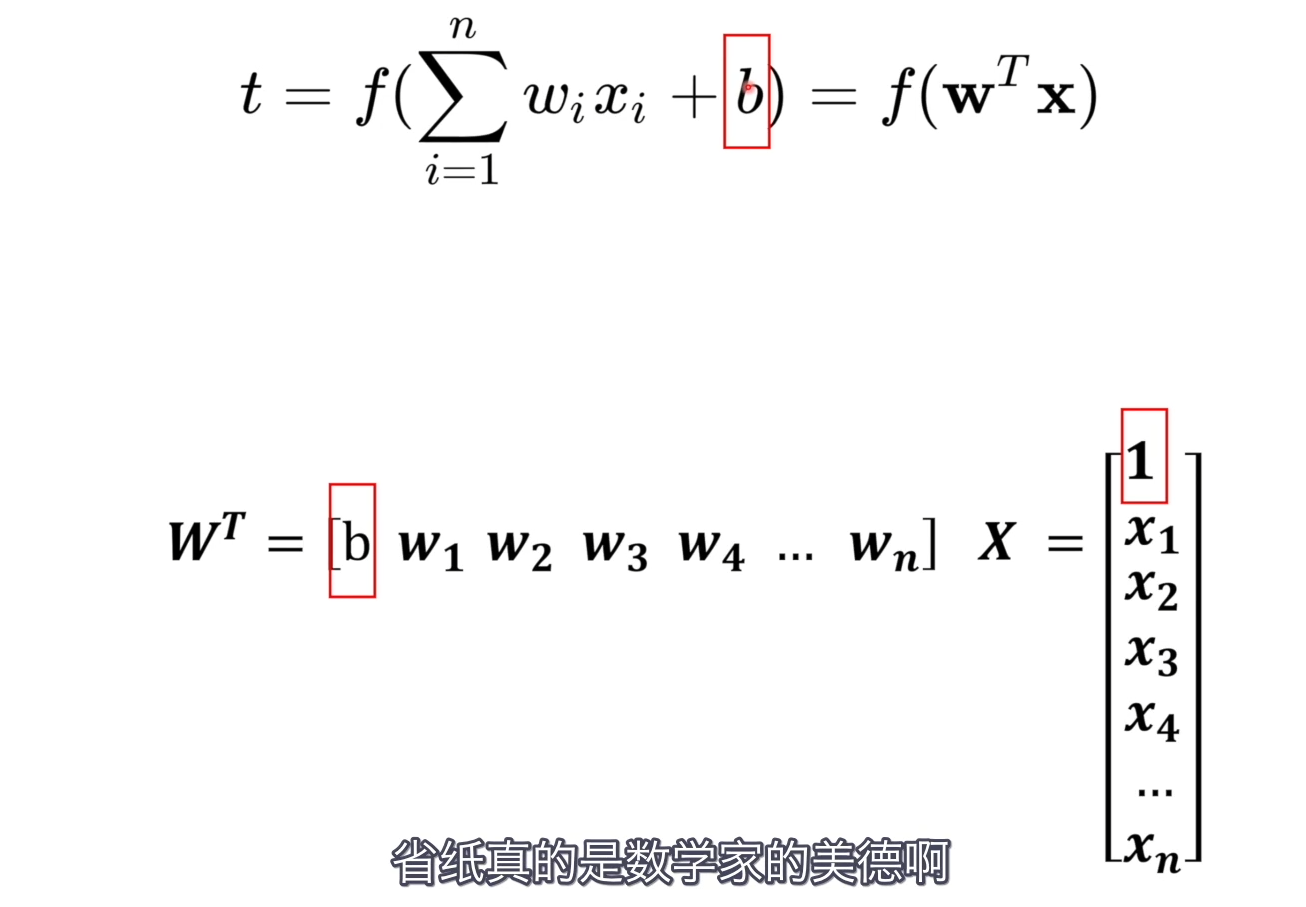 t = f(∑_{i=1}^{n} w_i x_i + b) = f(𝐰^T 𝐱)
W^T = [b w_1 w_2 w_3 w_4 … w_n] X = [1 x_1 x_2 x_3 x_4 … x_n]
省纸真的是数学家的美德啊